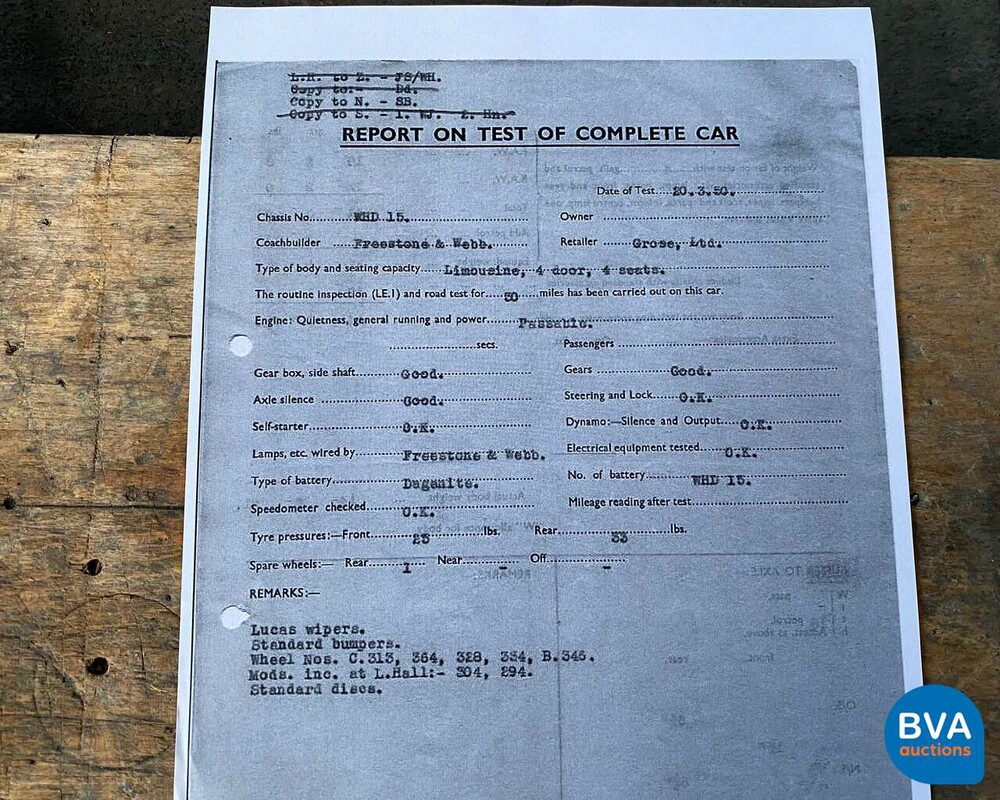 L.H. to E. - FS/WH.
Copy to:- Bd.
Copy to N. - SB.
Copy to S. - I. WJ. E. Hn.
REPORT ON TEST OF COMPLETE CAR
Date of Test 20.3.50.
Chassis No. WHD 15. Owner
Coachbuilder Freestone & Webb. Retailer Grose, Ltd.
Type of body and seating capacity Limousine, 4 door, 4 seats.
The routine inspection (LE.1) and road test for 50 miles has been carried out on this car.
Engine: Quietness, general running and power Passable.
secs. Passengers
Gear box, side shaft Good. Gears Good.
Axle silence Good. Steering and Lock O.K.
Self-starter O.K. Dynamo:—Silence and Output O.K.
Lamps, etc. wired by Freestone & Webb. Electrical equipment tested O.K.
Type of battery Dagenite. No. of battery WHD 15.
Speedometer checked O.K. Mileage reading after test
Tyre pressures:—Front 25 lbs. Rear 33 lbs.
Spare wheels:— Rear 1 Near - Off -
REMARKS:—
Lucas wipers.
Standard bumpers.
Wheel Nos. C.313, 364, 328, 334, B.346.
Mods. inc. at L.Hall:- 304, 294.
Standard discs.
BVA
auctions